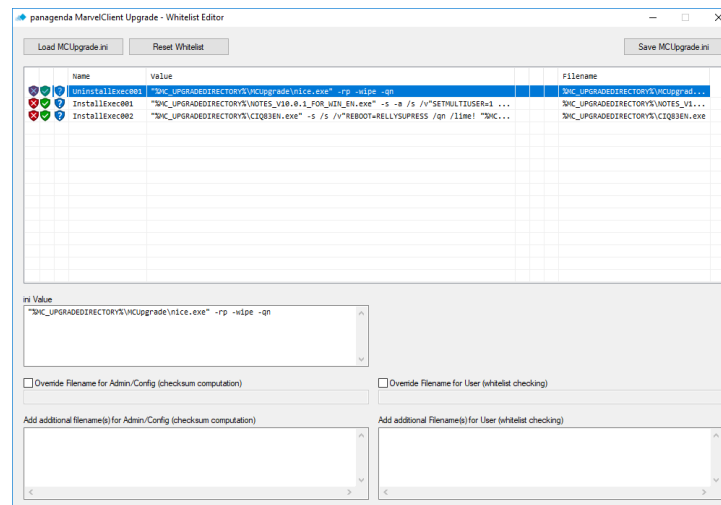 panagenda MarvelClient Upgrade - Whitelist Editor
Load MCUpgrade.ini Reset Whitelist Save MCUpgrade.ini
Name Value Filename
UninstallExec001 "%MC_UPGRADEDIRECTORY%\MCUpgrade\nice.exe" -rp -wipe -qn %MC_UPGRADEDIRECTORY%\MCUpgrad...
InstallExec001 "%MC_UPGRADEDIRECTORY%\NOTES_V10.0.1_FOR_WIN_EN.exe" -s -a /s /v"SETMULTIUSER=1 ... %MC_UPGRADEDIRECTORY%\NOTES_V1...
InstallExec002 "%MC_UPGRADEDIRECTORY%\CIQ83EN.exe" -s /s /v"REBOOT=RELLYSUPRESS /qn /lime! "%MC... %MC_UPGRADEDIRECTORY%\CIQ83EN.exe
ini Value
"%MC_UPGRADEDIRECTORY%\MCUpgrade\nice.exe" -rp -wipe -qn
Override Filename for Admin/Config (checksum computation) Override Filename for User (whitelist checking)
Add additional filename(s) for Admin/Config (checksum computation) Add additional Filename(s) for User (whitelist checking)